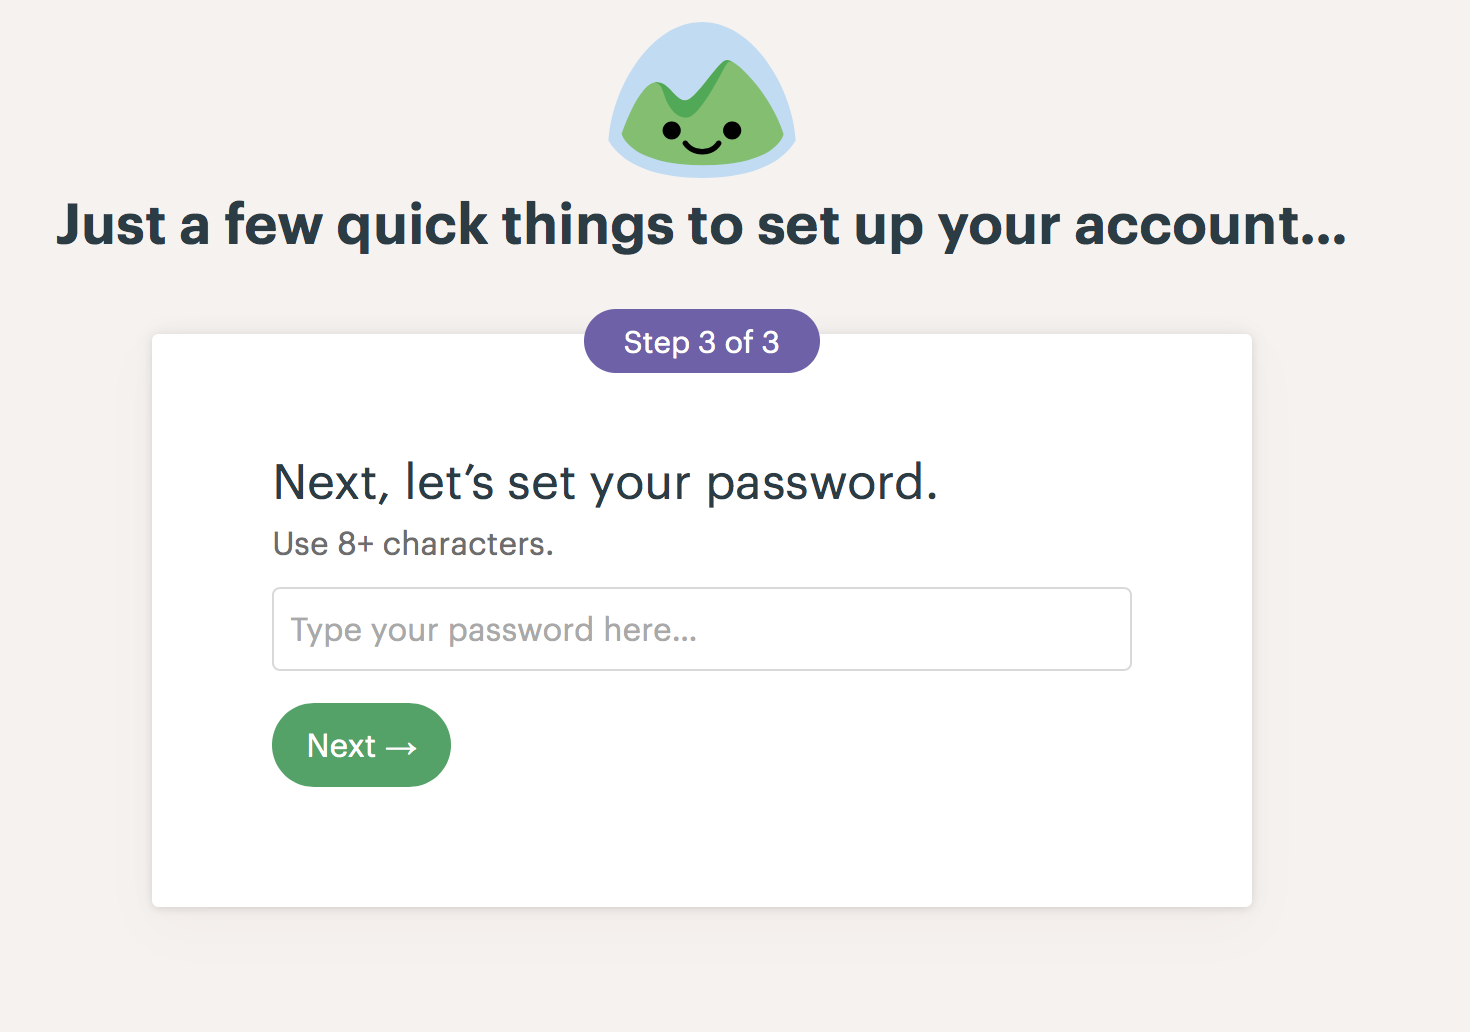 Just a few quick things to set up your account...
Step 3 of 3
Next, let’s set your password.
Use 8+ characters.
Type your password here...
Next →